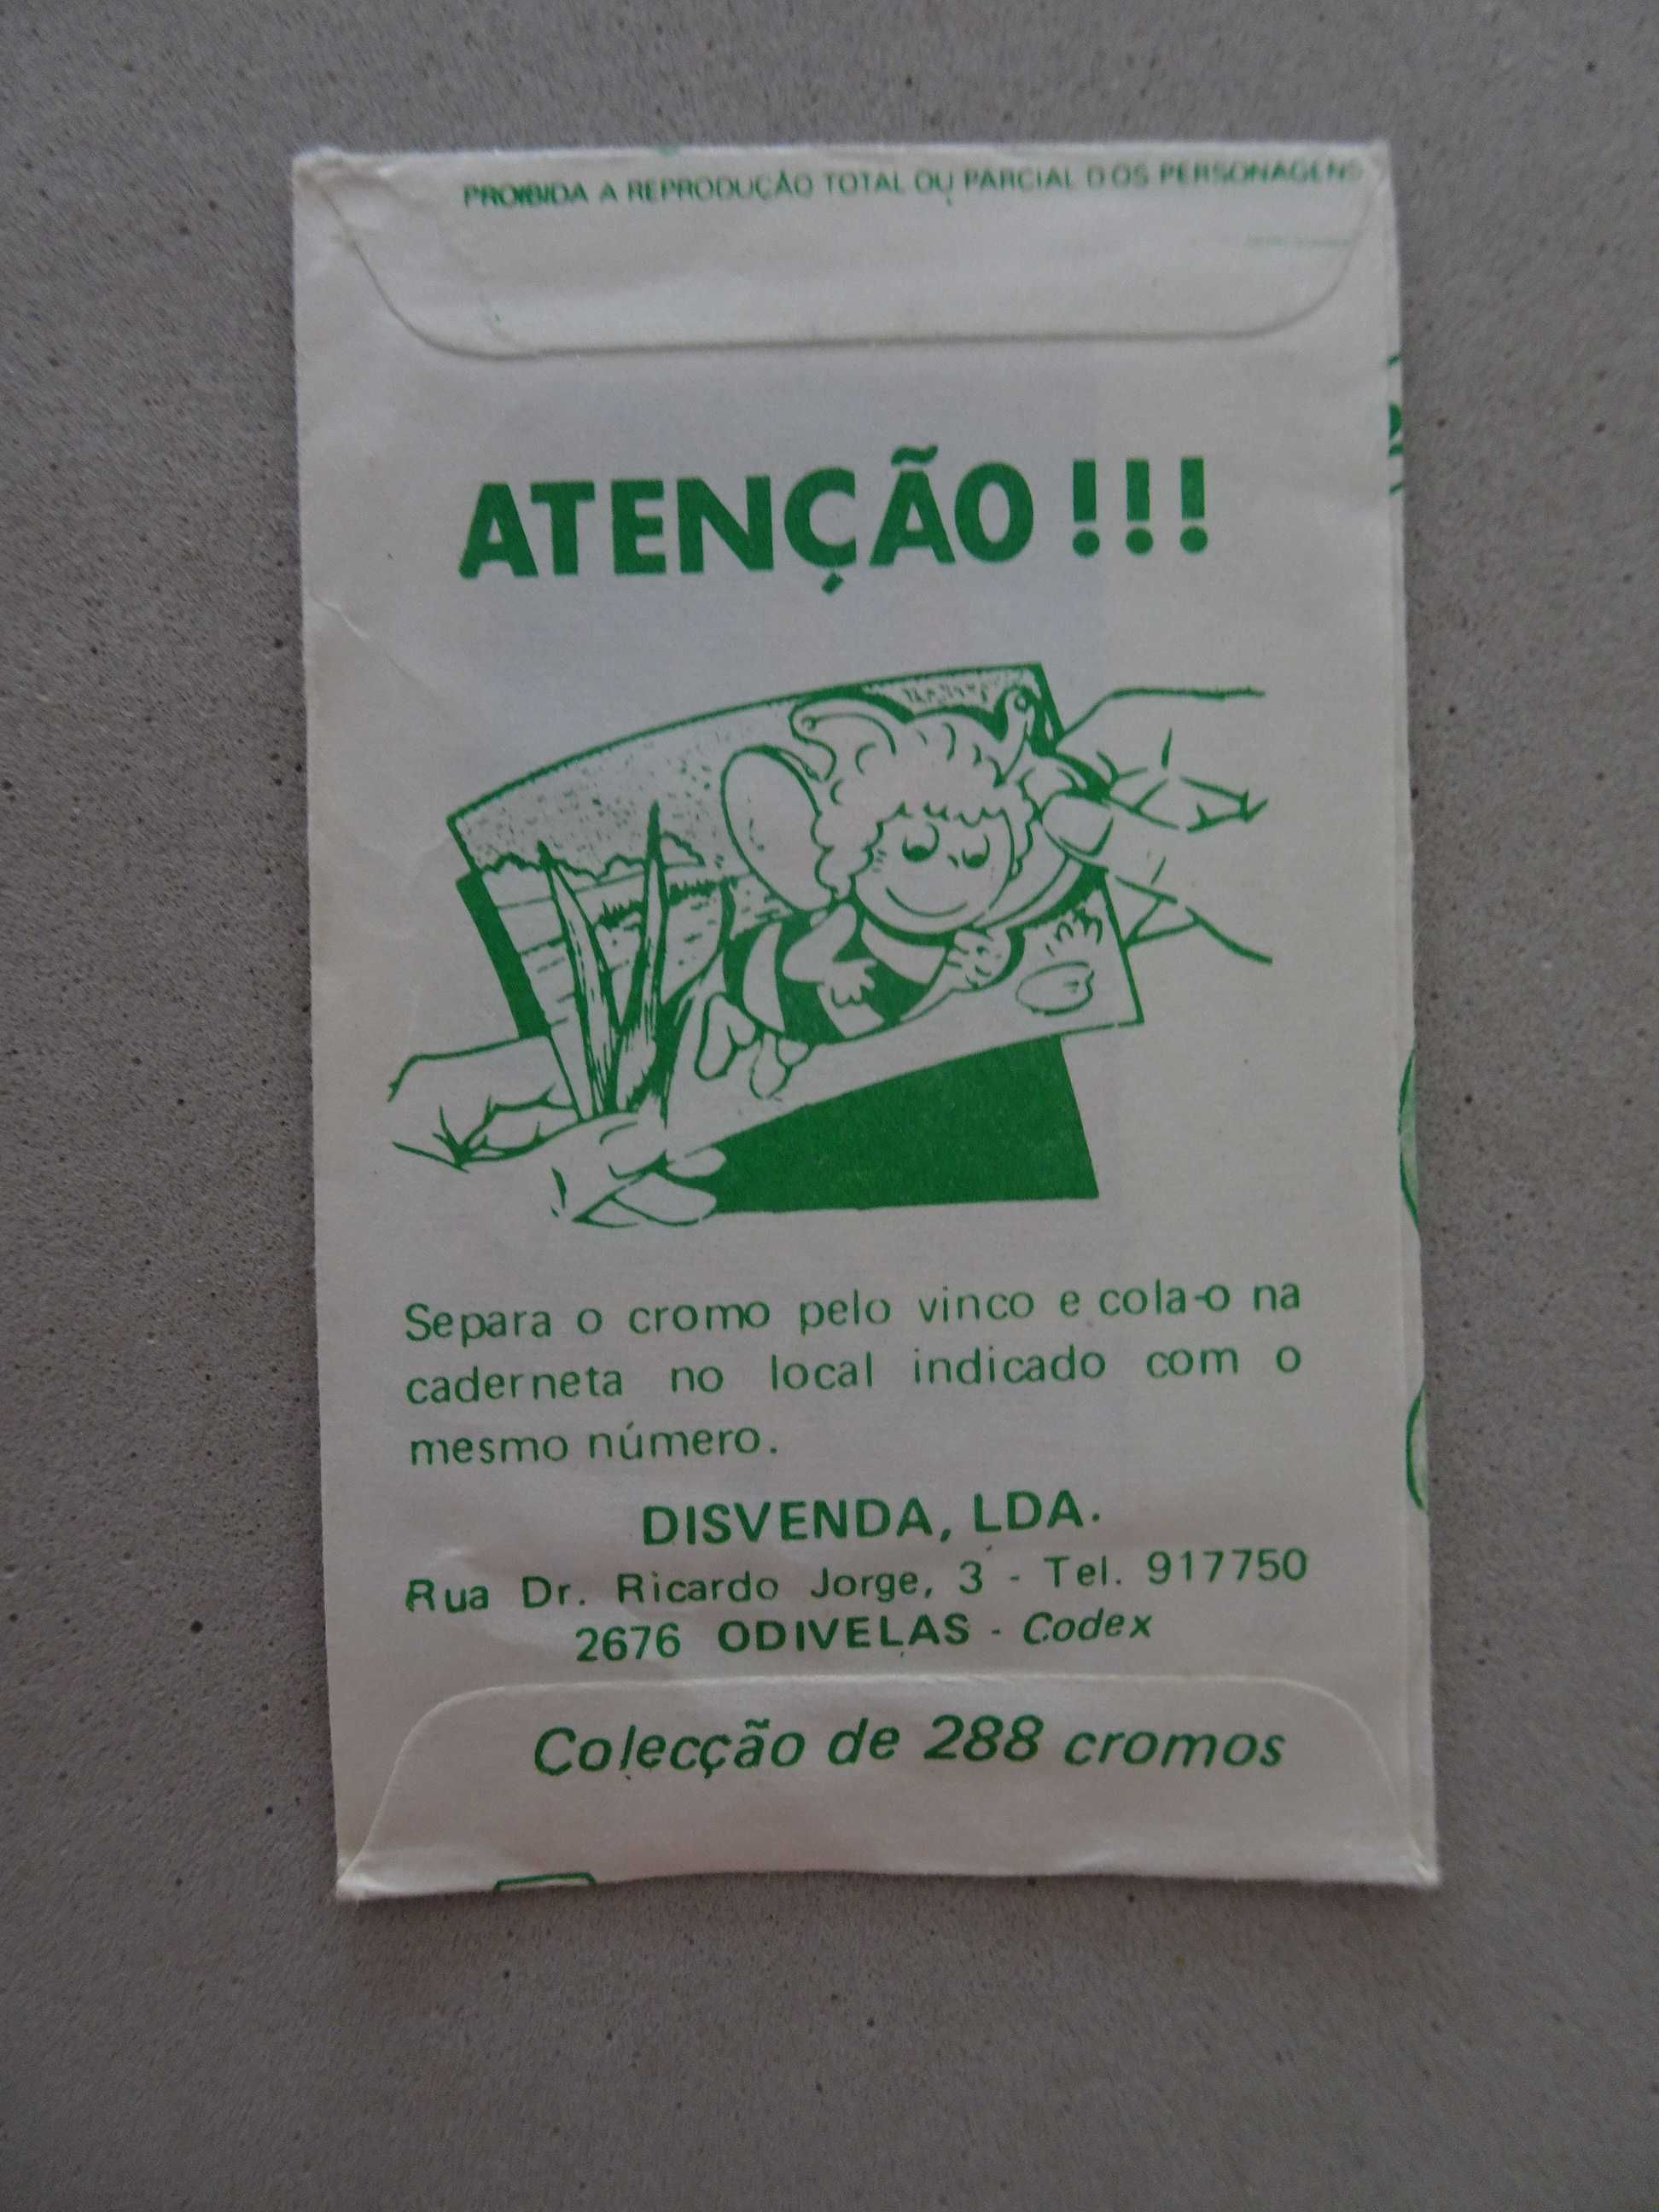 PROIBIDA A REPRODUÇÃO TOTAL OU PARCIAL DOS PERSONAGENS
ATENÇÃO !!!
Separa o cromo pelo vinco e cola-o na
caderneta no local indicado com o
mesmo número.
DISVENDA, LDA.
Rua Dr. Ricardo Jorge, 3 - Tel. 917750
2676 ODIVELAS - Codex
Colecção de 288 cromos